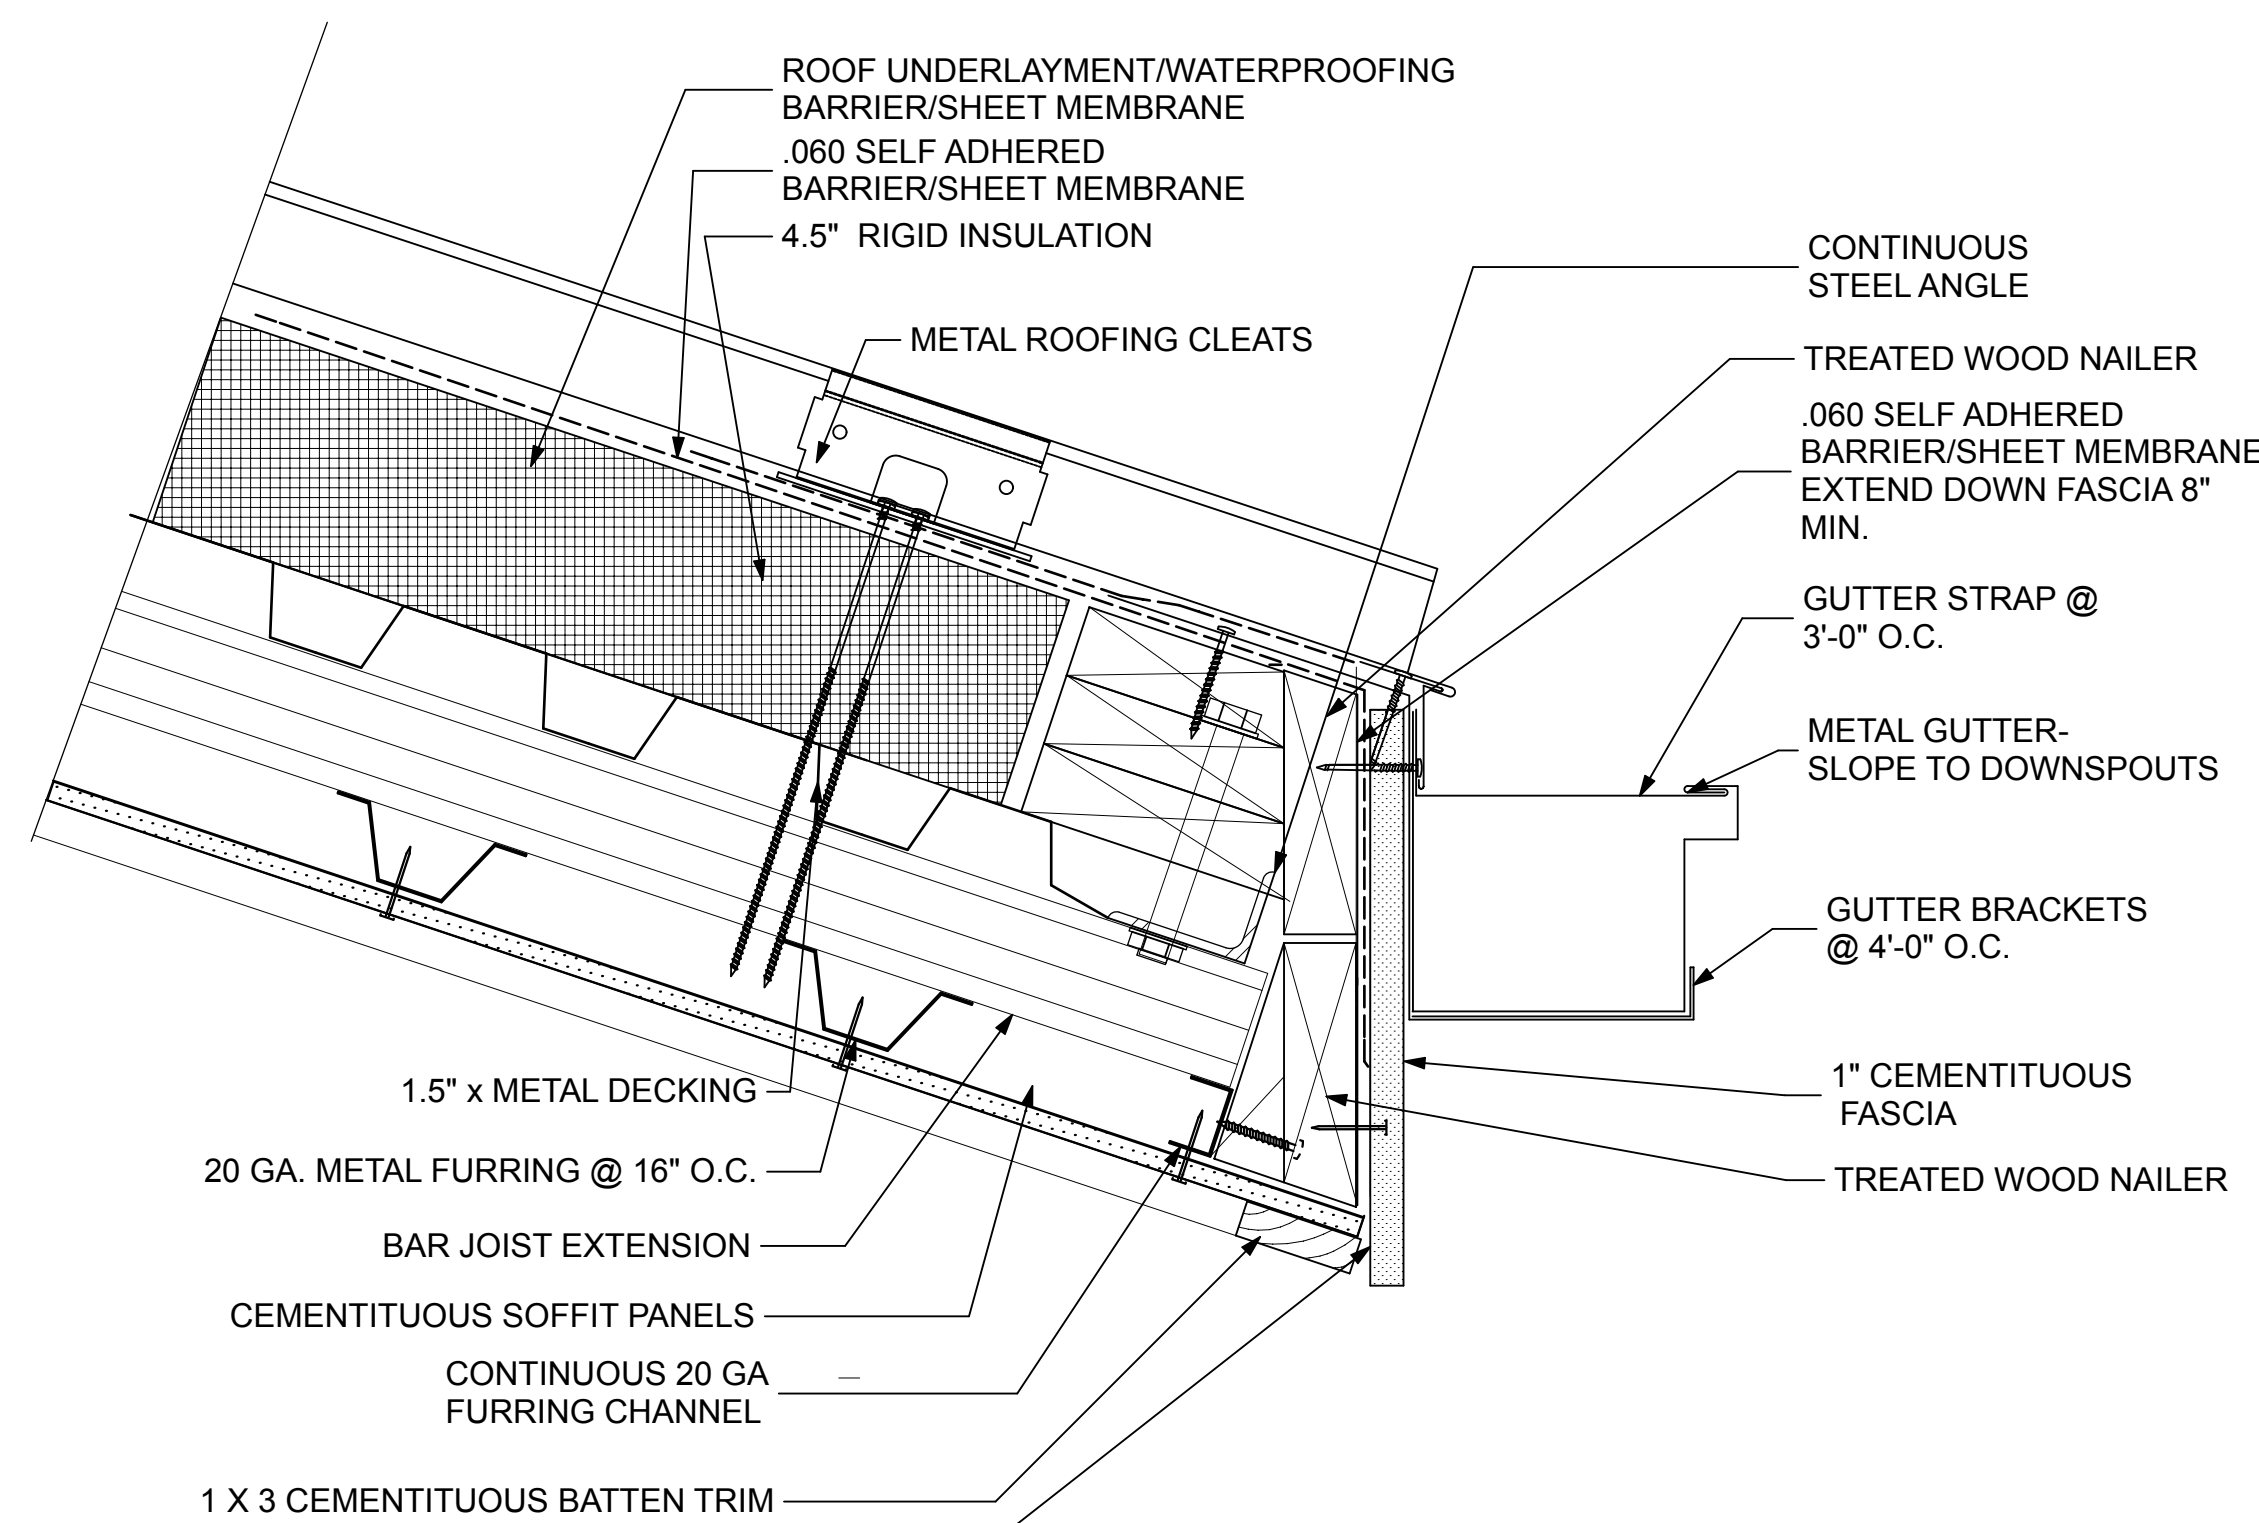 ROOF UNDERLAYMENT/WATERPROOFING
BARRIER/SHEET MEMBRANE
.060 SELF ADHERED
BARRIER/SHEET MEMBRANE
4.5" RIGID INSULATION
METAL ROOFING CLEATS
CONTINUOUS
STEEL ANGLE
TREATED WOOD NAILER
.060 SELF ADHERED
BARRIER/SHEET MEMBRANE
EXTEND DOWN FASCIA 8"
MIN.
GUTTER STRAP @
3'-0" O.C.
METAL GUTTER-
SLOPE TO DOWNSPOUTS
GUTTER BRACKETS
@ 4'-0" O.C.
1" CEMENTITUOUS
FASCIA
TREATED WOOD NAILER
1.5" x METAL DECKING
20 GA. METAL FURRING @ 16" O.C.
BAR JOIST EXTENSION
CEMENTITUOUS SOFFIT PANELS
CONTINUOUS 20 GA
FURRING CHANNEL
1 X 3 CEMENTITUOUS BATTEN TRIM